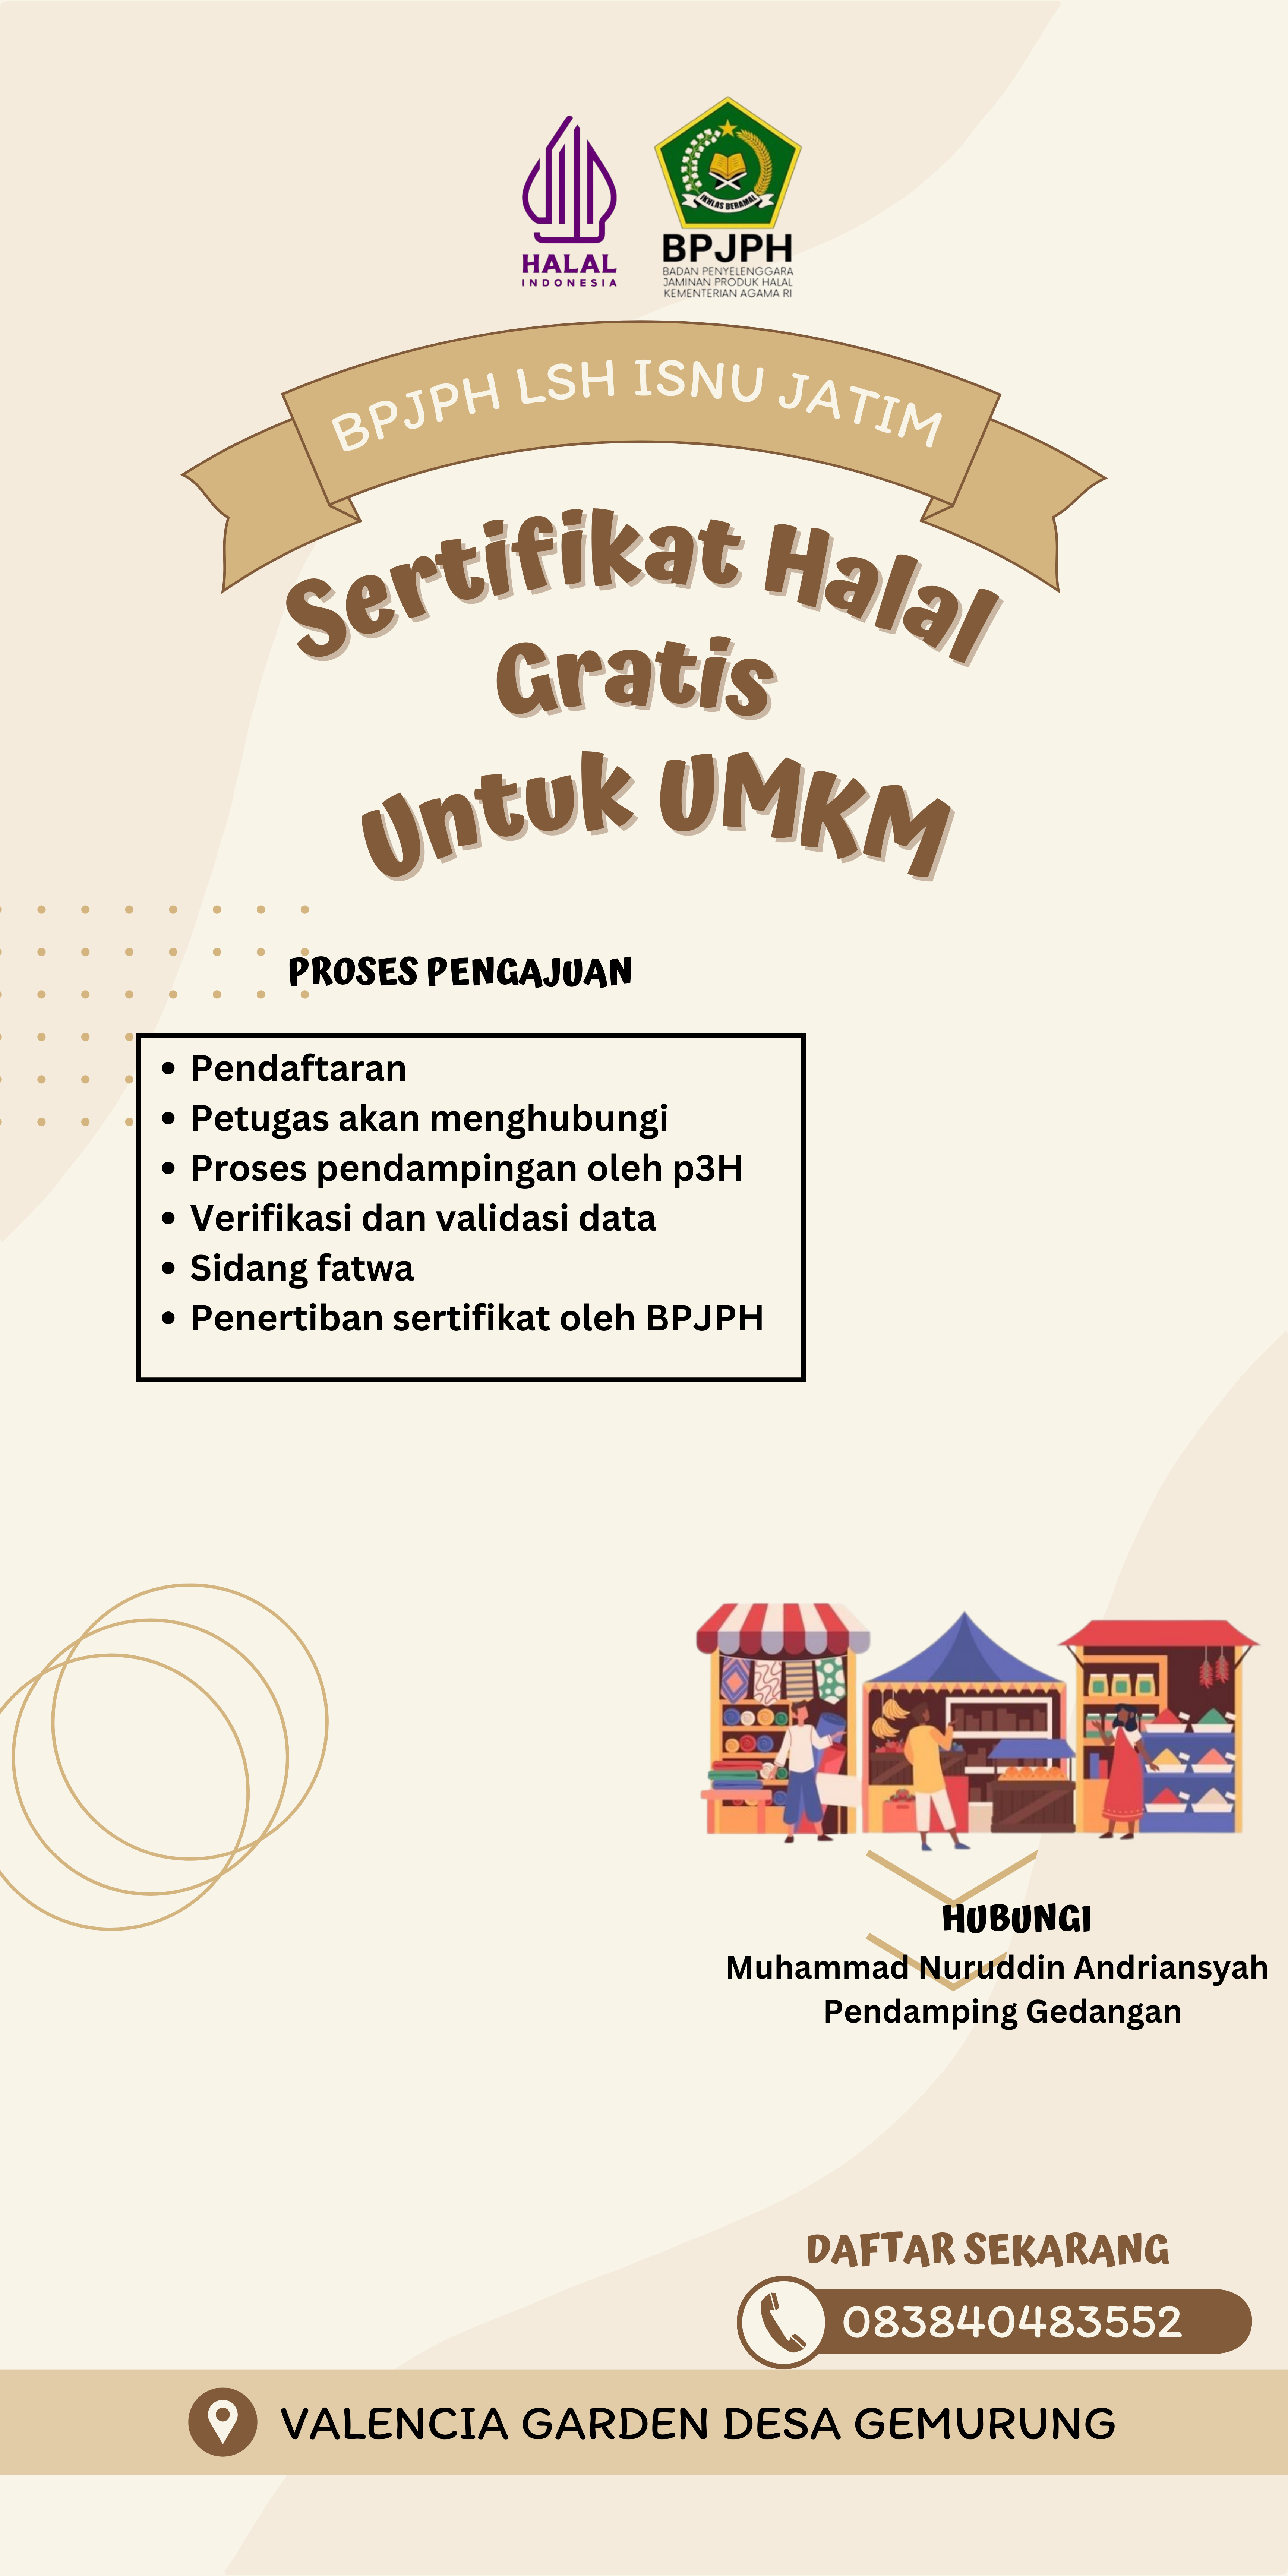 HALAL
INDONESIA
IKHLAS BERAMAL
BPJPH
BADAN PENYELENGGARA
JAMINAN PRODUK HALAL
KEMENTERIAN AGAMA RI
BPJPH LSH ISNU JATIM
Sertifikat Halal
Gratis
Untuk UMKM
PROSES PENGAJUAN
• Pendaftaran
• Petugas akan menghubungi
• Proses pendampingan oleh p3H
• Verifikasi dan validasi data
• Sidang fatwa
• Penertiban sertifikat oleh BPJPH
HUBUNGI
Muhammad Nuruddin Andriansyah
Pendamping Gedangan
DAFTAR SEKARANG
083840483552
VALENCIA GARDEN DESA GEMURUNG